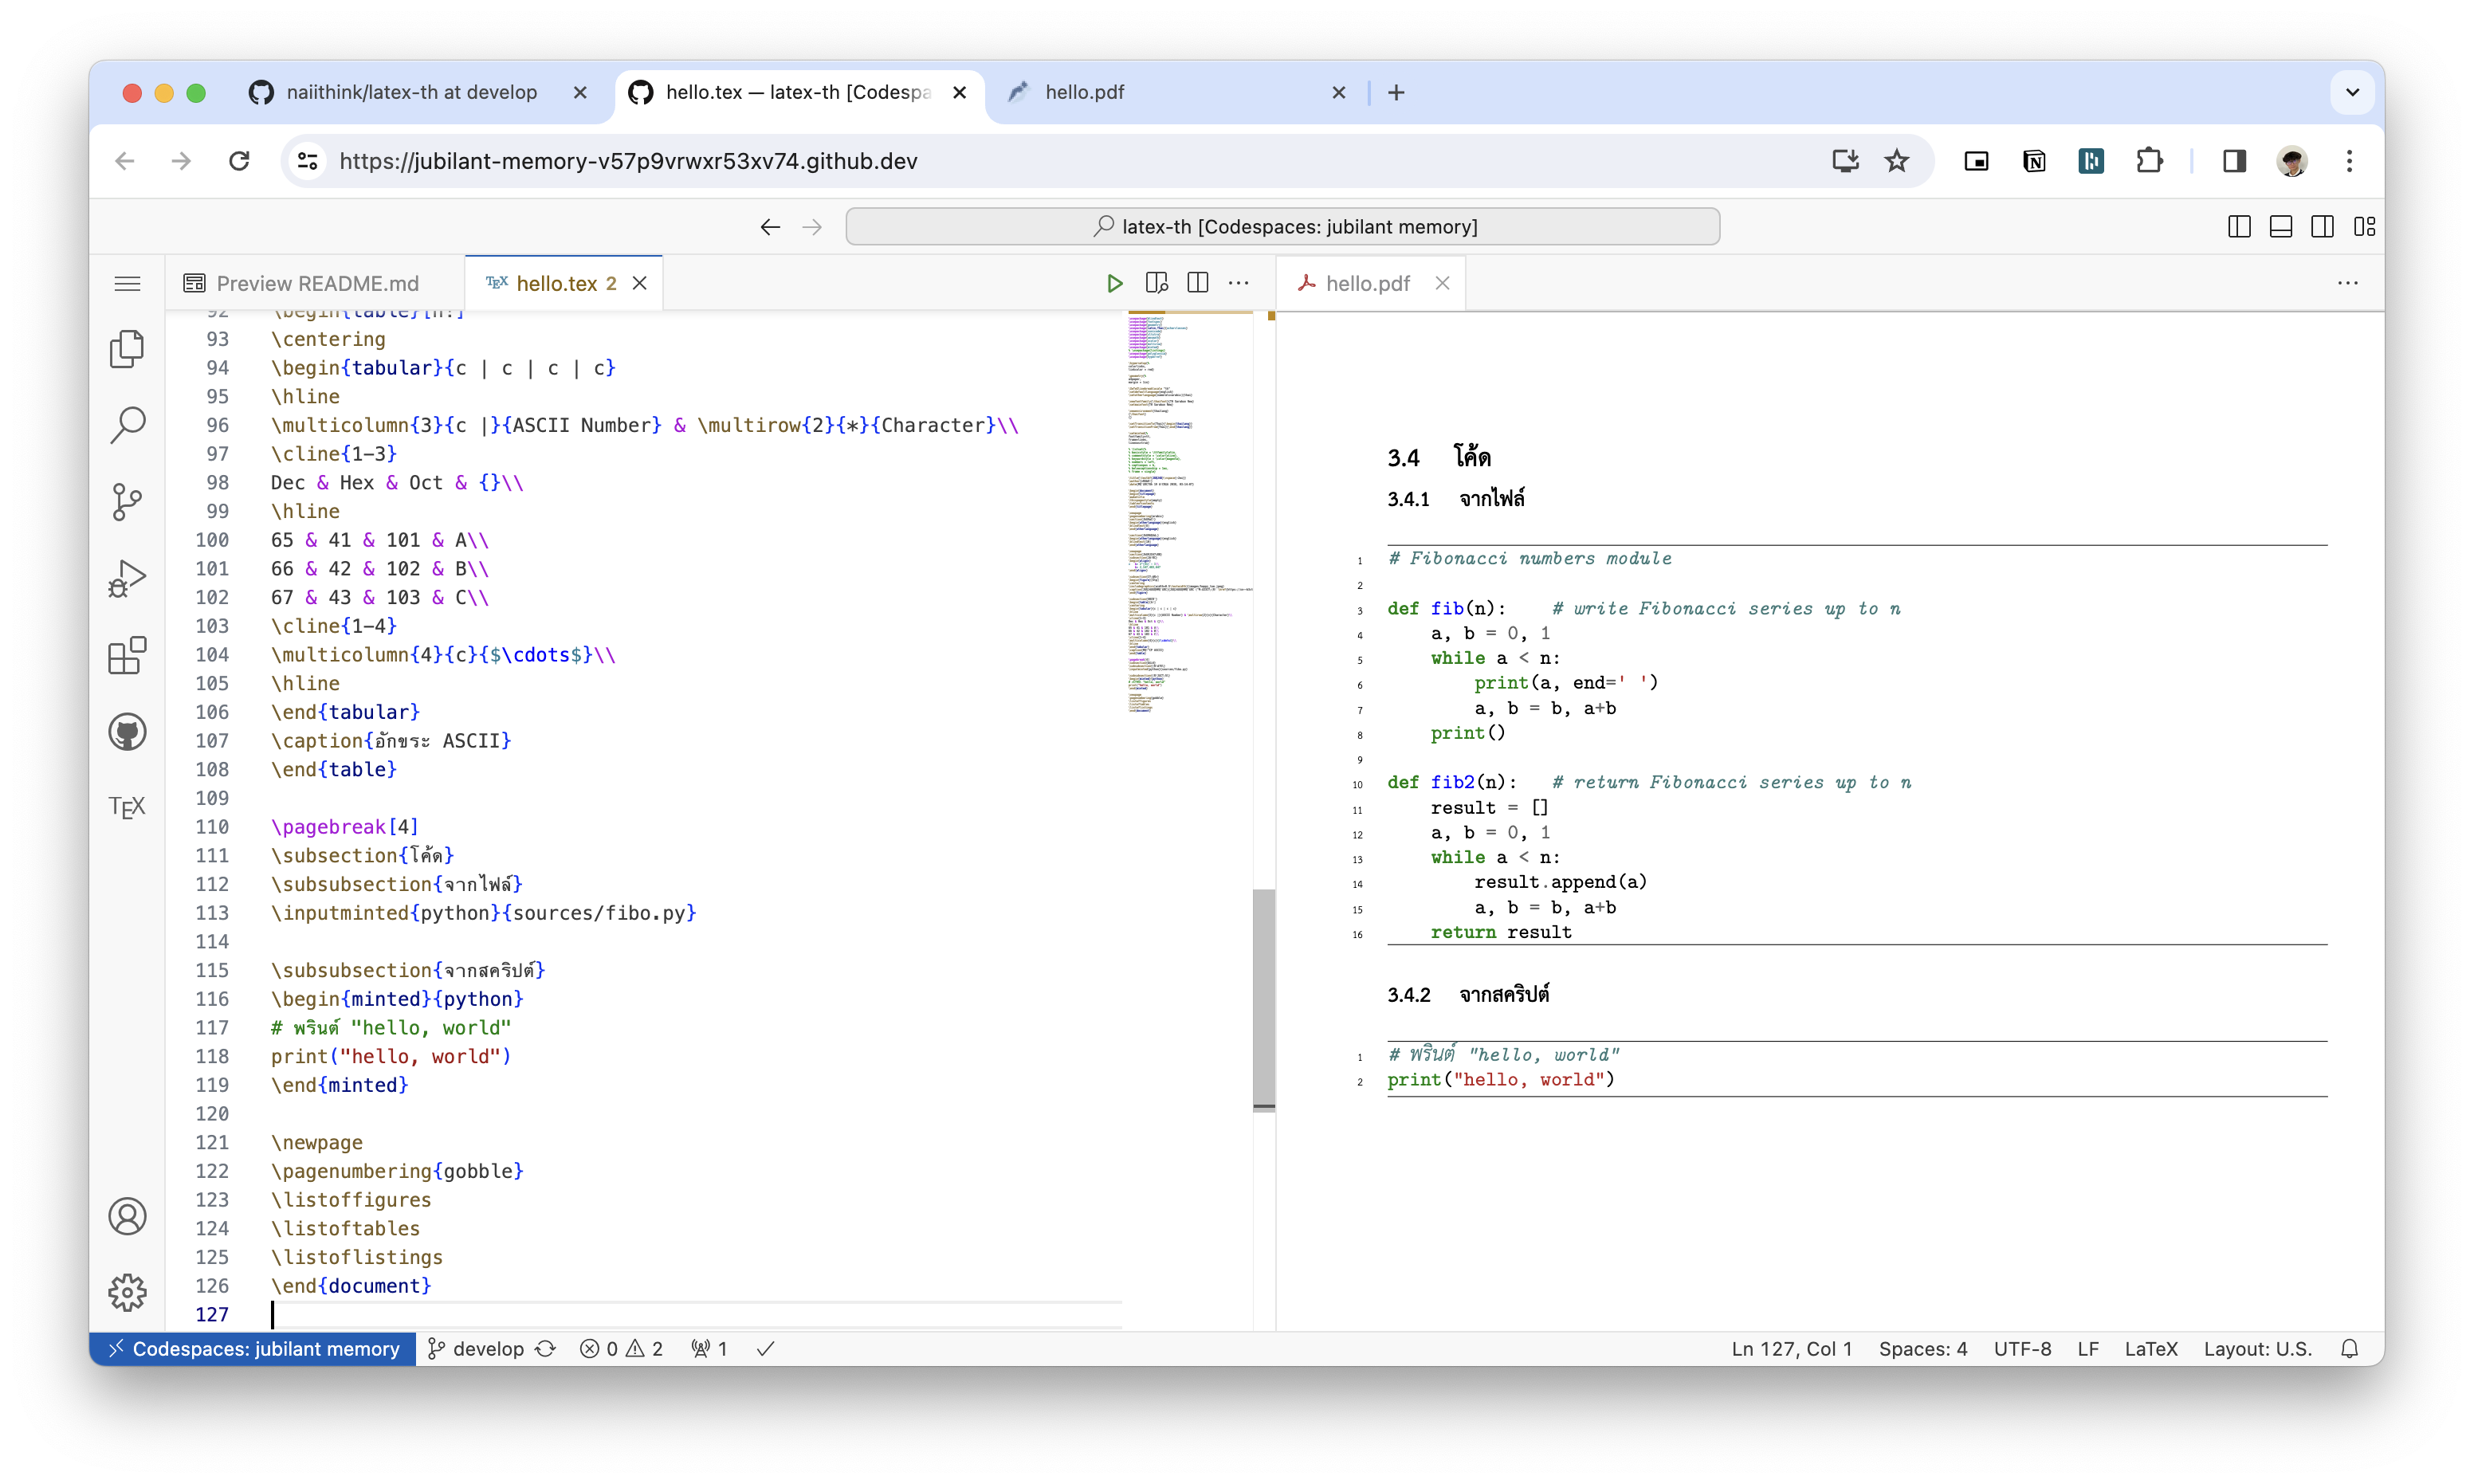 naiithink/latex-th at develop
hello.tex — latex-th [Codespa
hello.pdf
https://jubilant-memory-v57p9vrwxr53xv74.github.dev
latex-th [Codespaces: jubilant memory]
Preview README.md
TEX hello.tex 2
hello.pdf
92 \begin{table}[h!]
93 \centering
94 \begin{tabular}{c | c | c | c}
95 \hline
96 \multicolumn{3}{c |}{ASCII Number} & \multirow{2}{*}{Character}\\
97 \cline{1-3}
98 Dec & Hex & Oct & {}\\
99 \hline
100 65 & 41 & 101 & A\\
101 66 & 42 & 102 & B\\
102 67 & 43 & 103 & C\\
103 \cline{1-4}
104 \multicolumn{4}{c}{$\cdots$}\\
105 \hline
106 \end{tabular}
107 \caption{อักขระ ASCII}
108 \end{table}
109
110 \pagebreak[4]
111 \subsection{โค้ด}
112 \subsubsection{จากไฟล์}
113 \inputminted{python}{sources/fibo.py}
114
115 \subsubsection{จากสคริปต์}
116 \begin{minted}{python}
117 # พรินต์ "hello, world"
118 print("hello, world")
119 \end{minted}
120
121 \newpage
122 \pagenumbering{gobble}
123 \listoffigures
124 \listoftables
125 \listoflistings
126 \end{document}
127
TEX
3.4 โค้ด
3.4.1 จากไฟล์
1 # Fibonacci numbers module
2
3 def fib(n):    # write Fibonacci series up to n
4     a, b = 0, 1
5     while a < n:
6         print(a, end=' ')
7         a, b = b, a+b
8     print()
9
10 def fib2(n):   # return Fibonacci series up to n
11     result = []
12     a, b = 0, 1
13     while a < n:
14         result.append(a)
15         a, b = b, a+b
16     return result
3.4.2 จากสคริปต์
1 # พรินต์ "hello, world"
2 print("hello, world")
Codespaces: jubilant memory
develop
0 2
1
Ln 127, Col 1
Spaces: 4
UTF-8
LF
LaTeX
Layout: U.S.